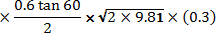 × 0.6 tan 60 / 2 × √2 × 9.81 × (0.3)